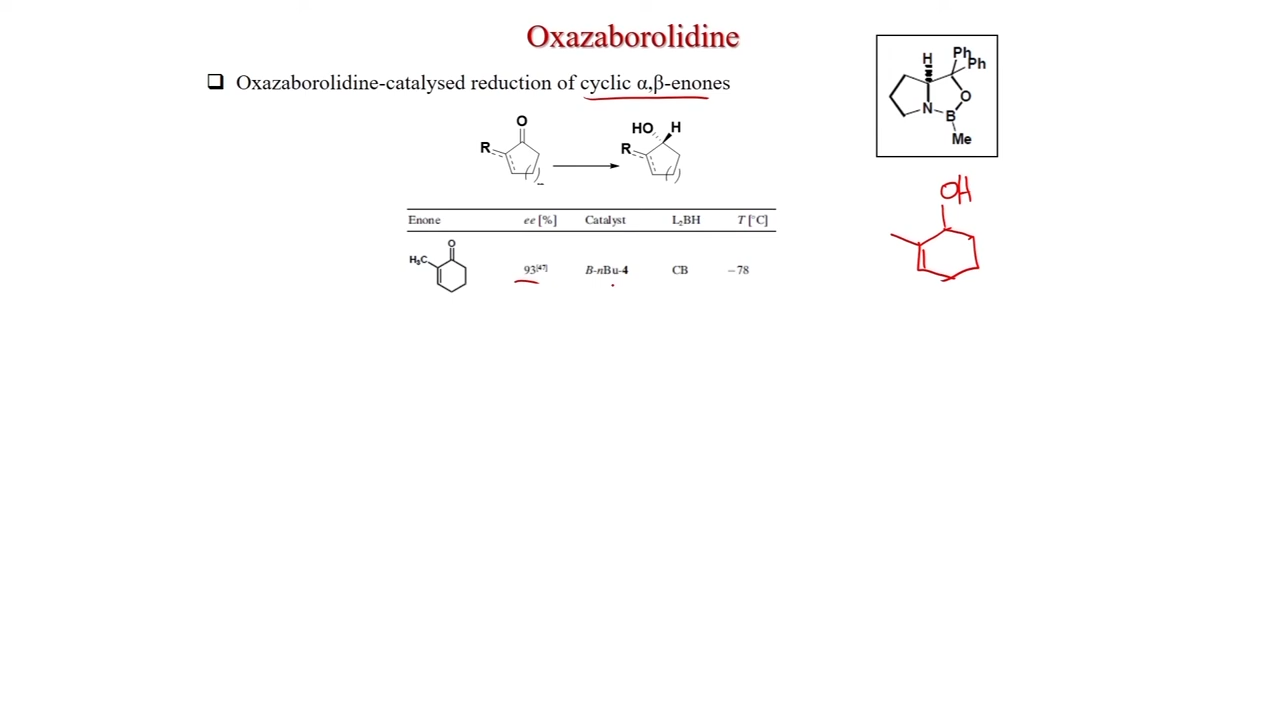 Oxazaborolidine
❑ Oxazaborolidine-catalysed reduction of cyclic α,β-enones
H Ph Ph
O
N B
Me
O
R
HO H
R
OH
Enone ee [%] Catalyst L₂BH T [°C]
O
H₃C
93[47] B-nBu-4 CB −78